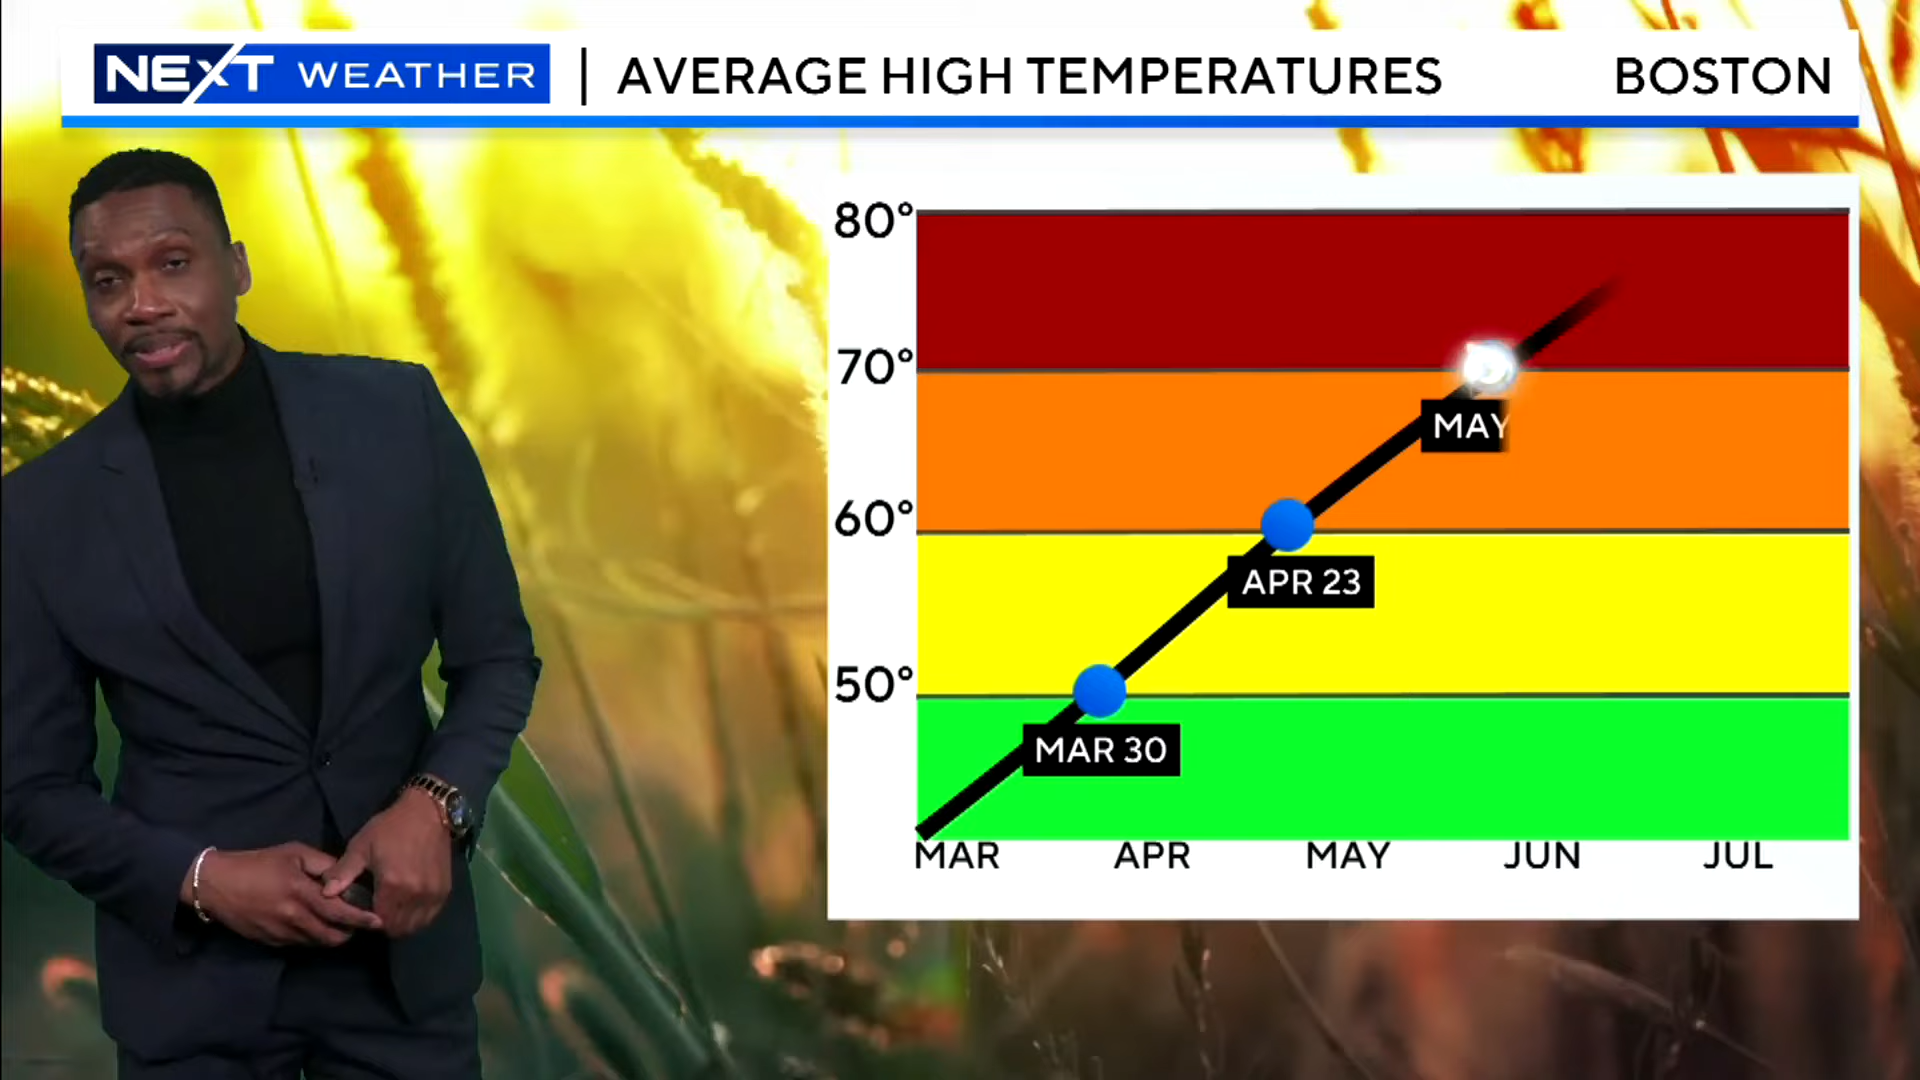 NEXT WEATHER | AVERAGE HIGH TEMPERATURES BOSTON
80°
70°
MAY
60°
APR 23
50°
MAR 30
MAR APR MAY JUN JUL